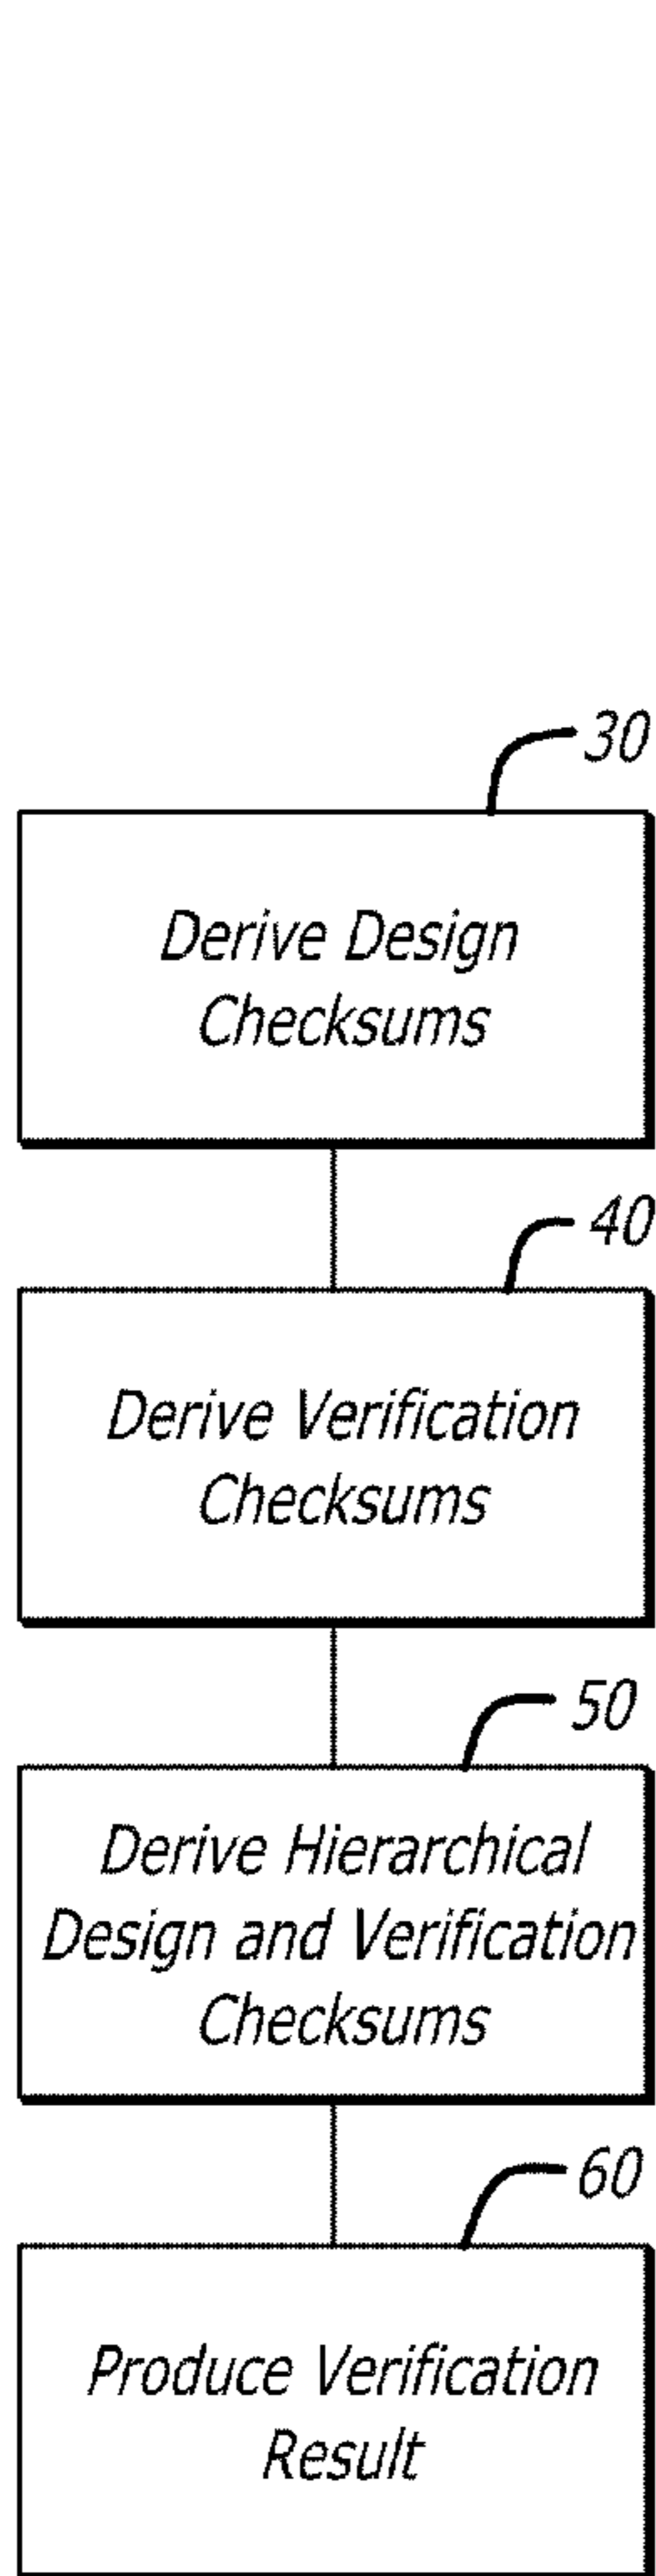 30
Derive Design
Checksums
40
Derive Verification
Checksums
50
Derive Hierarchical
Design and Verification
Checksums
60
Produce Verification
Result